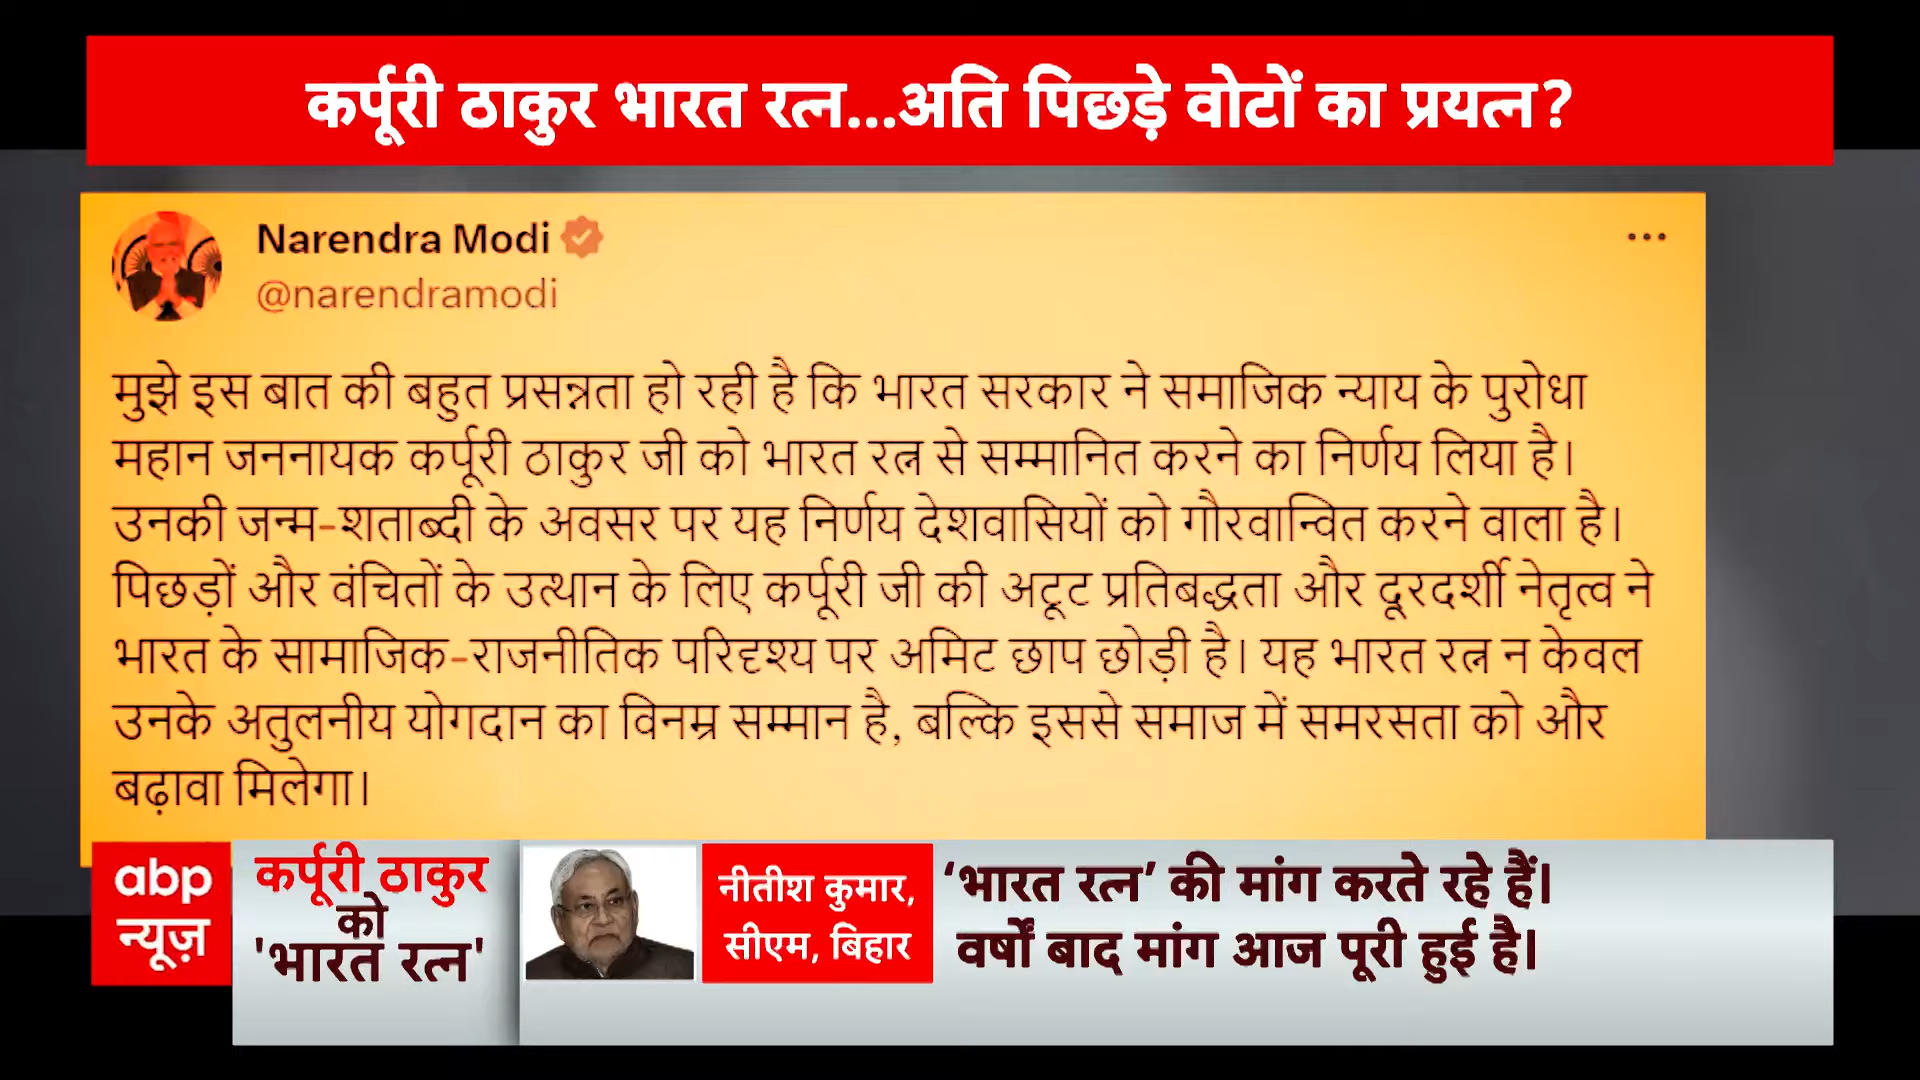 कर्पूरी ठाकुर भारत रत्न...अति पिछड़े वोटों का प्रयत्न?
Narendra Modi
@narendramodi
मुझे इस बात की बहुत प्रसन्नता हो रही है कि भारत सरकार ने समाजिक न्याय के पुरोधा
महान जननायक कर्पूरी ठाकुर जी को भारत रत्न से सम्मानित करने का निर्णय लिया है।
उनकी जन्म-शताब्दी के अवसर पर यह निर्णय देशवासियों को गौरवान्वित करने वाला है।
पिछड़ों और वंचितों के उत्थान के लिए कर्पूरी जी की अटूट प्रतिबद्धता और दूरदर्शी नेतृत्व ने
भारत के सामाजिक-राजनीतिक परिदृश्य पर अमिट छाप छोड़ी है। यह भारत रत्न न केवल
उनके अतुलनीय योगदान का विनम्र सम्मान है, बल्कि इससे समाज में समरसता को और
बढ़ावा मिलेगा।
abp
न्यूज़
कर्पूरी ठाकुर
को
'भारत रत्न'
नीतीश कुमार,
सीएम, बिहार
‘भारत रत्न’ की मांग करते रहे हैं।
वर्षों बाद मांग आज पूरी हुई है।